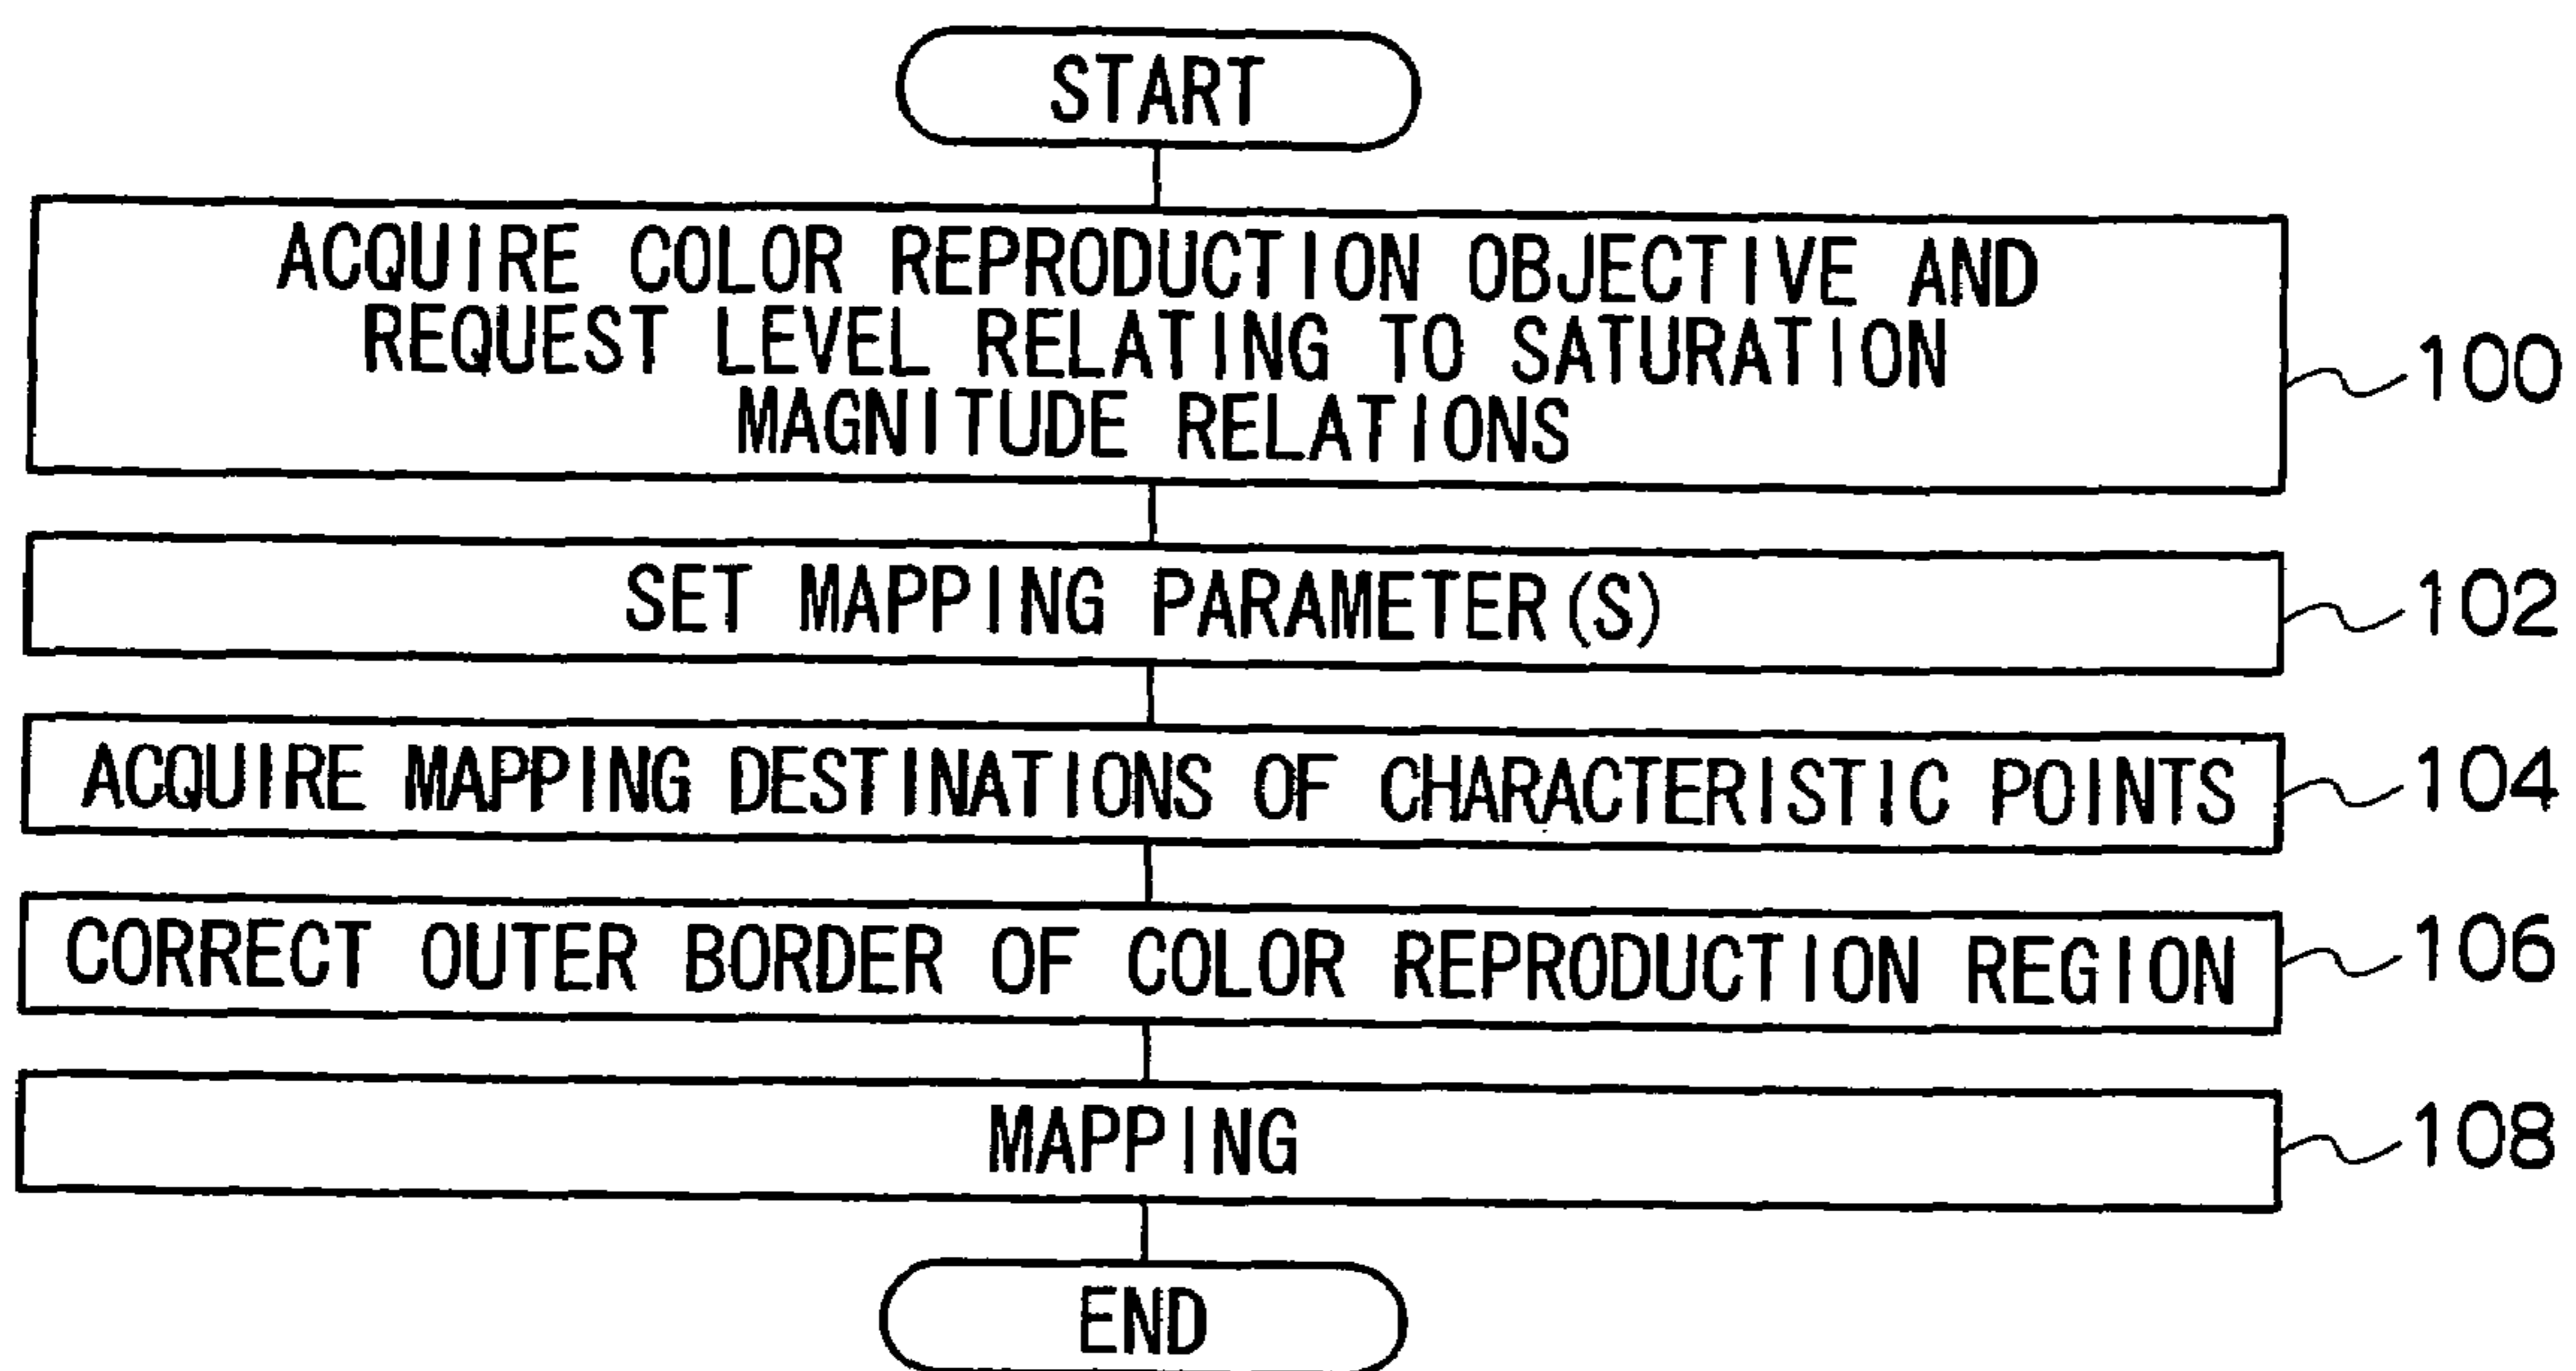 START
ACQUIRE COLOR REPRODUCTION OBJECTIVE AND
REQUEST LEVEL RELATING TO SATURATION
MAGNITUDE RELATIONS
100
SET MAPPING PARAMETER(S)
102
ACQUIRE MAPPING DESTINATIONS OF CHARACTERISTIC POINTS
104
CORRECT OUTER BORDER OF COLOR REPRODUCTION REGION
106
MAPPING
108
END